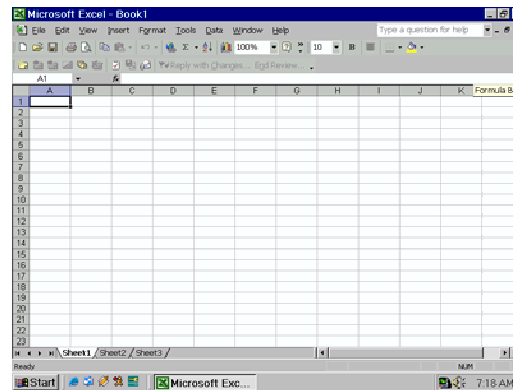 Microsoft Excel - Book1
File Edit View Insert Format Tools Data Window Help Type a question for help
100% 10 B
Reply with Changes... End Review...
A1 fx
A B C D E F G H I J K Formula B
1
2
3
4
5
6
7
8
9
10
11
12
13
14
15
16
17
18
19
20
21
22
23
Sheet1 Sheet2 Sheet3
Ready NUM
Start Microsoft Exc... 7:18 AM